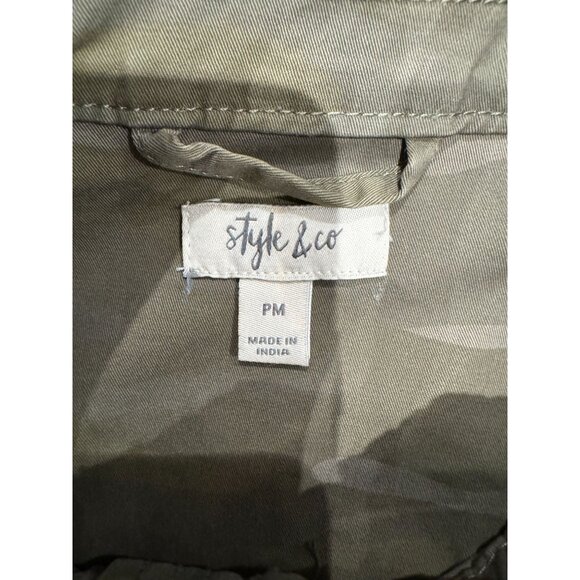 style & co
PM
MADE IN
INDIA